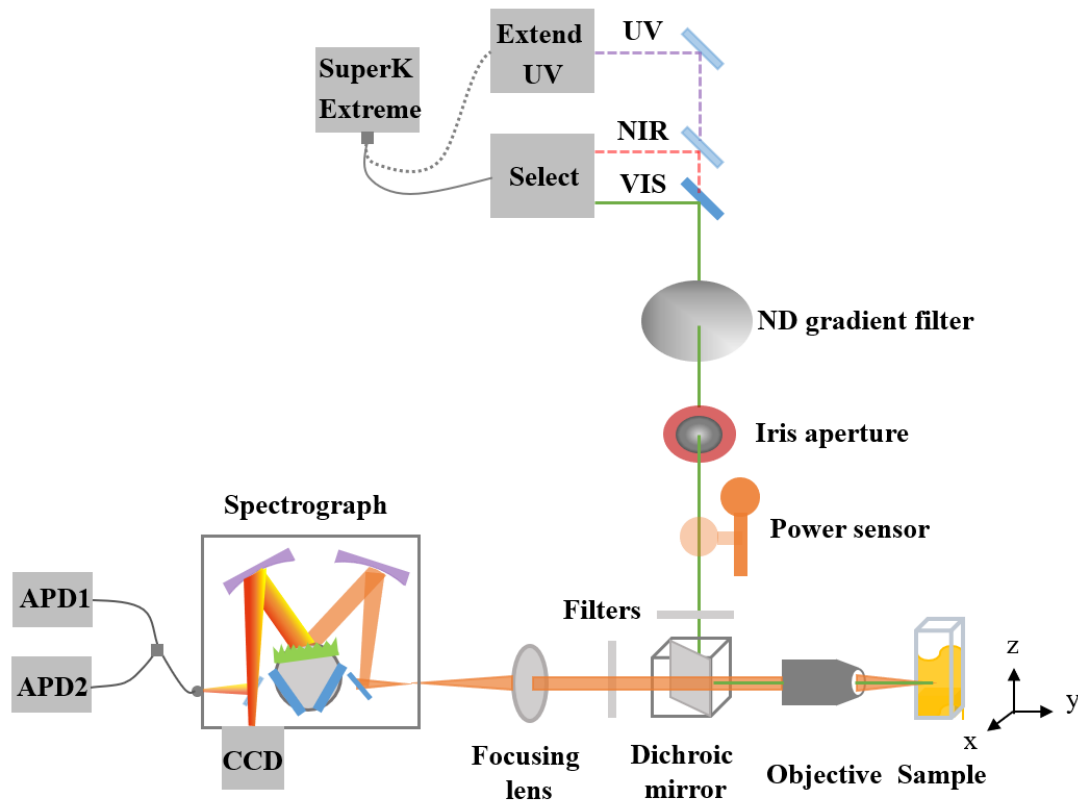 Extend
UV
UV
SuperK
Extreme
NIR
Select
VIS
ND gradient filter
Iris aperture
Spectrograph
Power sensor
APD1
Filters
APD2
z
y
x
CCD
Focusing
lens
Dichroic
mirror
Objective
Sample